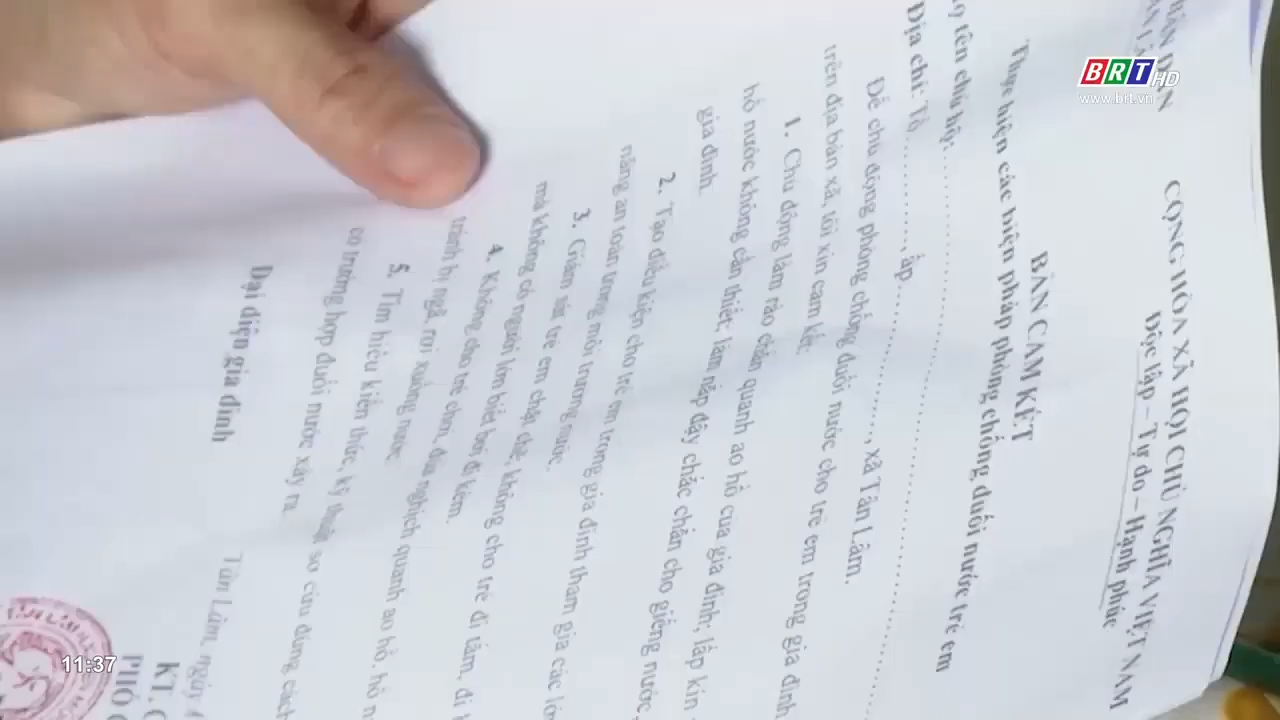 BRT HD
www.brt.vn
CỘNG HÒA XÃ HỘI CHỦ NGHĨA VIỆT NAM
Độc lập – Tự do – Hạnh phúc
BẢN CAM KẾT
Thực hiện các biện pháp phòng chống đuối nước trẻ em
tên chủ hộ: ..........
Địa chỉ: Tổ..........., ấp..................., xã Tân Lâm.
Để chủ động phòng chống đuối nước cho trẻ em trong gia đình
trên địa bàn xã, tôi xin cam kết:
1. Chủ động làm rào chắn quanh ao hồ của gia đình; lấp kín
hồ nước không cần thiết; làm nắp đậy chắc chắn cho giếng nước,
gia đình.
2. Tạo điều kiện cho trẻ em trong gia đình tham gia các
năng an toàn trong môi trường nước.
3. Giám sát trẻ em chặt chẽ, không cho trẻ đi tắm, đi
mà không có người lớn biết bơi đi kèm.
4. Không cho trẻ chơi, đùa nghịch quanh ao hồ, hố
tránh bị ngã, rơi xuống nước.
5. Tìm hiểu kiến thức, kỹ thuật sơ cứu đúng cách
có trường hợp đuối nước xảy ra.
Tân Lâm, ngày
Đại diện gia đình
KT.
PHÓ
11:37